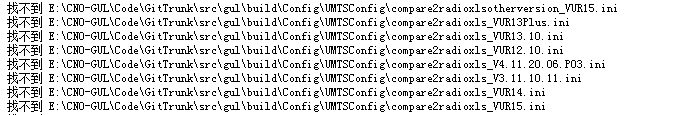 找不到 E:\CNO-GUL\Code\GitTrunk\src\gul\build\Config\UMTSConfig\compare2radioxlsotherversion_VUR15.ini
找不到 E:\CNO-GUL\Code\GitTrunk\src\gul\build\Config\UMTSConfig\compare2radioxls_VUR13Plus.ini
找不到 E:\CNO-GUL\Code\GitTrunk\src\gul\build\Config\UMTSConfig\compare2radioxls_VUR13.10.ini
找不到 E:\CNO-GUL\Code\GitTrunk\src\gul\build\Config\UMTSConfig\compare2radioxls_VUR12.10.ini
找不到 E:\CNO-GUL\Code\GitTrunk\src\gul\build\Config\UMTSConfig\compare2radioxls_V4.11.20.06.P03.ini
找不到 E:\CNO-GUL\Code\GitTrunk\src\gul\build\Config\UMTSConfig\compare2radioxls_V3.11.10.11.ini
找不到 E:\CNO-GUL\Code\GitTrunk\src\gul\build\Config\UMTSConfig\compare2radioxls_VUR14.ini
找不到 E:\CNO-GUL\Code\GitTrunk\src\gul\build\Config\UMTSConfig\compare2radioxls_VUR15.ini